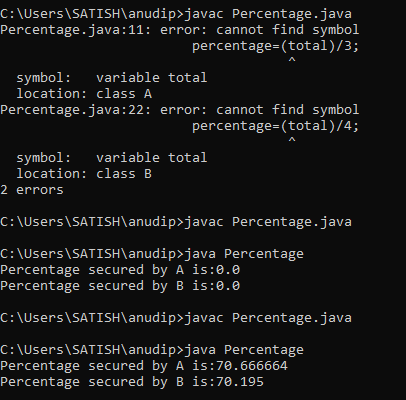 C:\Users\SATISH\anudip>javac Percentage.java
Percentage.java:11: error: cannot find symbol
                        percentage=(total)/3;
                                    ^
  symbol:   variable total
  location: class A
Percentage.java:22: error: cannot find symbol
                        percentage=(total)/4;
                                    ^
  symbol:   variable total
  location: class B
2 errors

C:\Users\SATISH\anudip>javac Percentage.java

C:\Users\SATISH\anudip>java Percentage
Percentage secured by A is:0.0
Percentage secured by B is:0.0

C:\Users\SATISH\anudip>javac Percentage.java

C:\Users\SATISH\anudip>java Percentage
Percentage secured by A is:70.666664
Percentage secured by B is:70.195